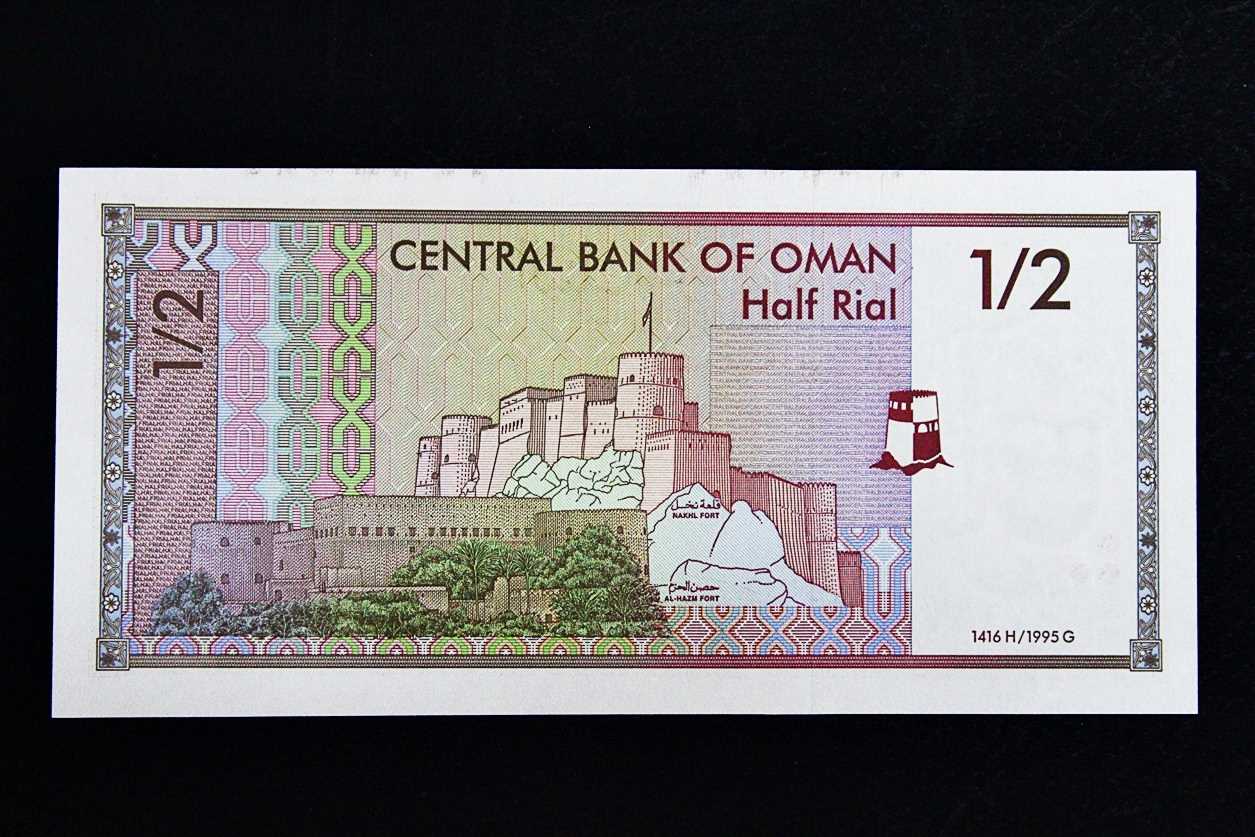 CENTRAL BANK OF OMAN
Half Rial
1/2
1/2
قلعة نخل
NAKHL FORT
حصن الحزم
AL-HAZM FORT
1416 H/1995 G